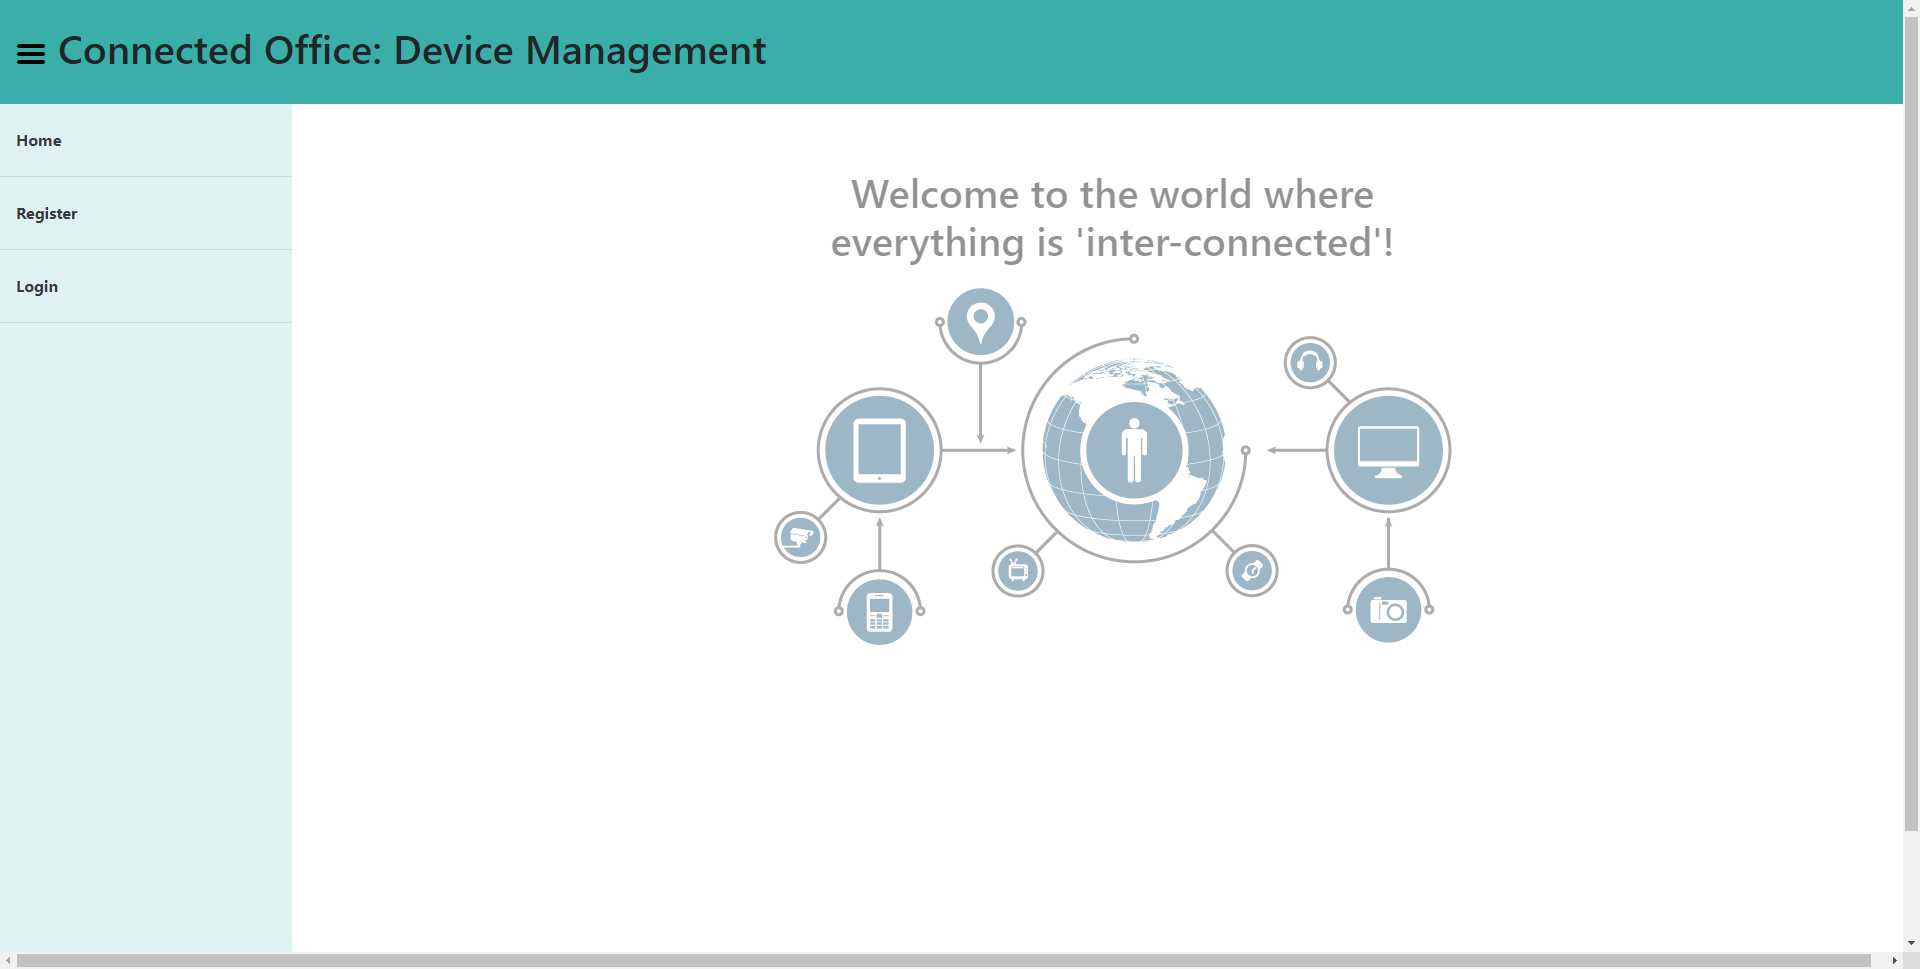 Connected Office: Device Management
Home
Register
Login
Welcome to the world where
everything is 'inter-connected'!